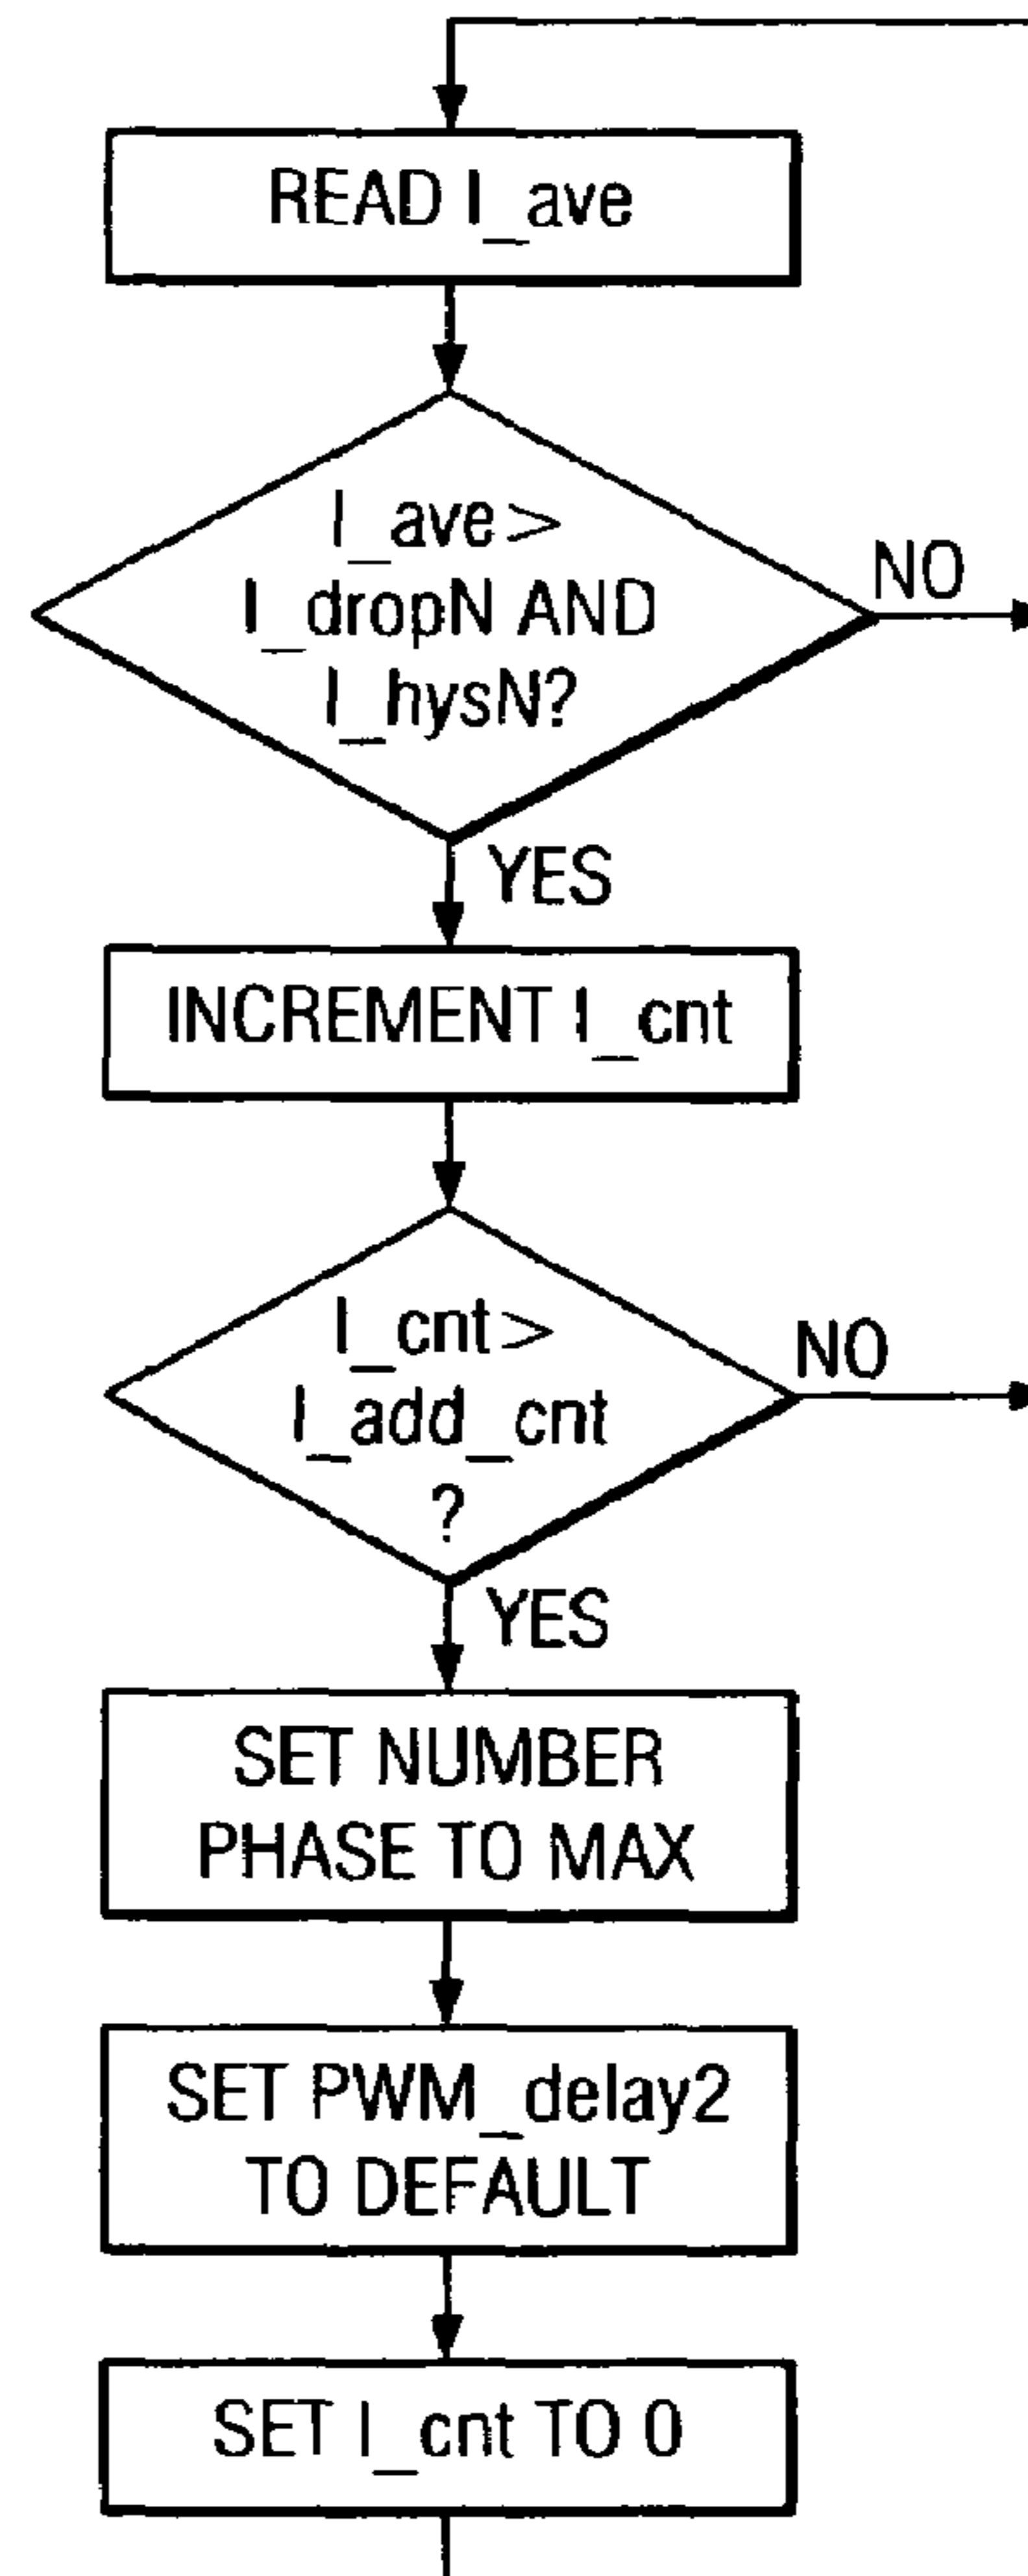 READ I_ave
I_ave >
I_dropN AND
I_hysN?
NO
YES
INCREMENT I_cnt
I_cnt >
I_add_cnt
?
NO
YES
SET NUMBER
PHASE TO MAX
SET PWM_delay2
TO DEFAULT
SET I_cnt TO 0